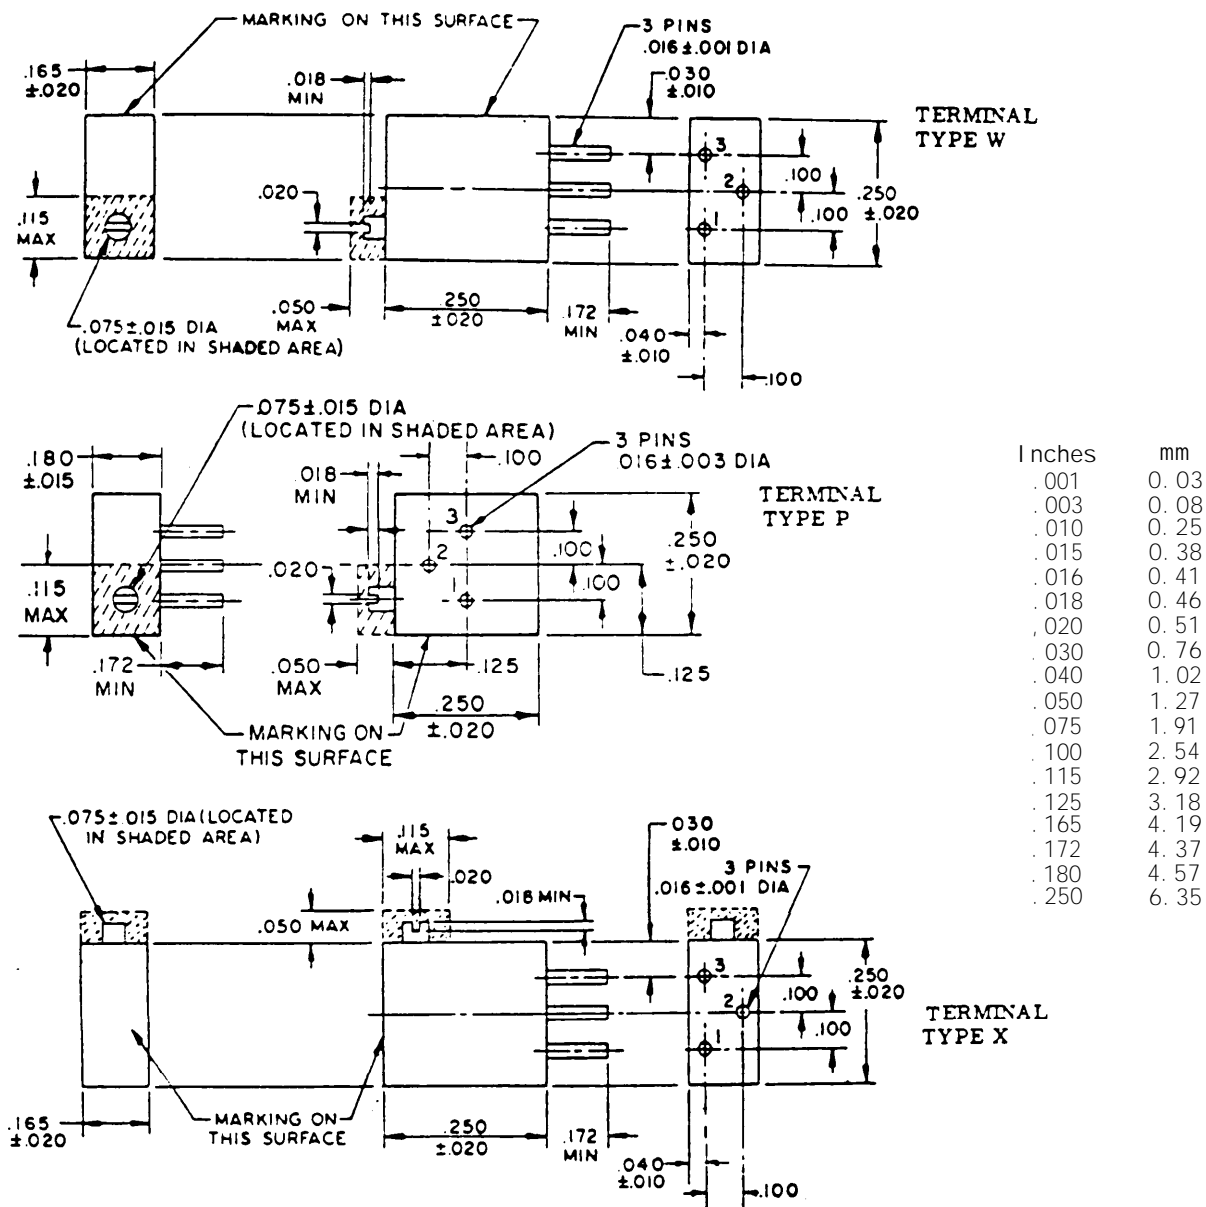 MARKING ON THIS SURFACE
3 PINS
.016±.001 DIA
.165
±.020
.018
MIN
.030
±.010
TERMINAL
TYPE W
3
2
1
.100
.100
.250
±.020
.020
.115
MAX
.050
MAX
.250
±.020
.172
MIN
.040
±.010
.100
.075±.015 DIA
(LOCATED IN SHADED AREA)
.075±.015 DIA
(LOCATED IN SHADED AREA)
.100
3 PINS
.016±.003 DIA
.180
±.015
.018
MIN
TERMINAL
TYPE P
3
2
1
.100
.100
.250
±.020
.020
.115
MAX
.172
MIN
.050
MAX
.125
.125
.250
±.020
MARKING ON
THIS SURFACE
Inches mm
.001 0.03
.003 0.08
.010 0.25
.015 0.38
.016 0.41
.018 0.46
,020 0.51
.030 0.76
.040 1.02
.050 1.27
.075 1.91
.100 2.54
.115 2.92
.125 3.18
.165 4.19
.172 4.37
.180 4.57
.250 6.35
.075±.015 DIA (LOCATED
IN SHADED AREA)
.115
MAX
.020
.050 MAX
.018 MIN
.030
±.010
3 PINS
.016±.001 DIA
3
2
1
.100
.100
.250
±.020
TERMINAL
TYPE X
.165
±.020
MARKING ON
THIS SURFACE
.250
±.020
.172
MIN
.040
±.010
.100